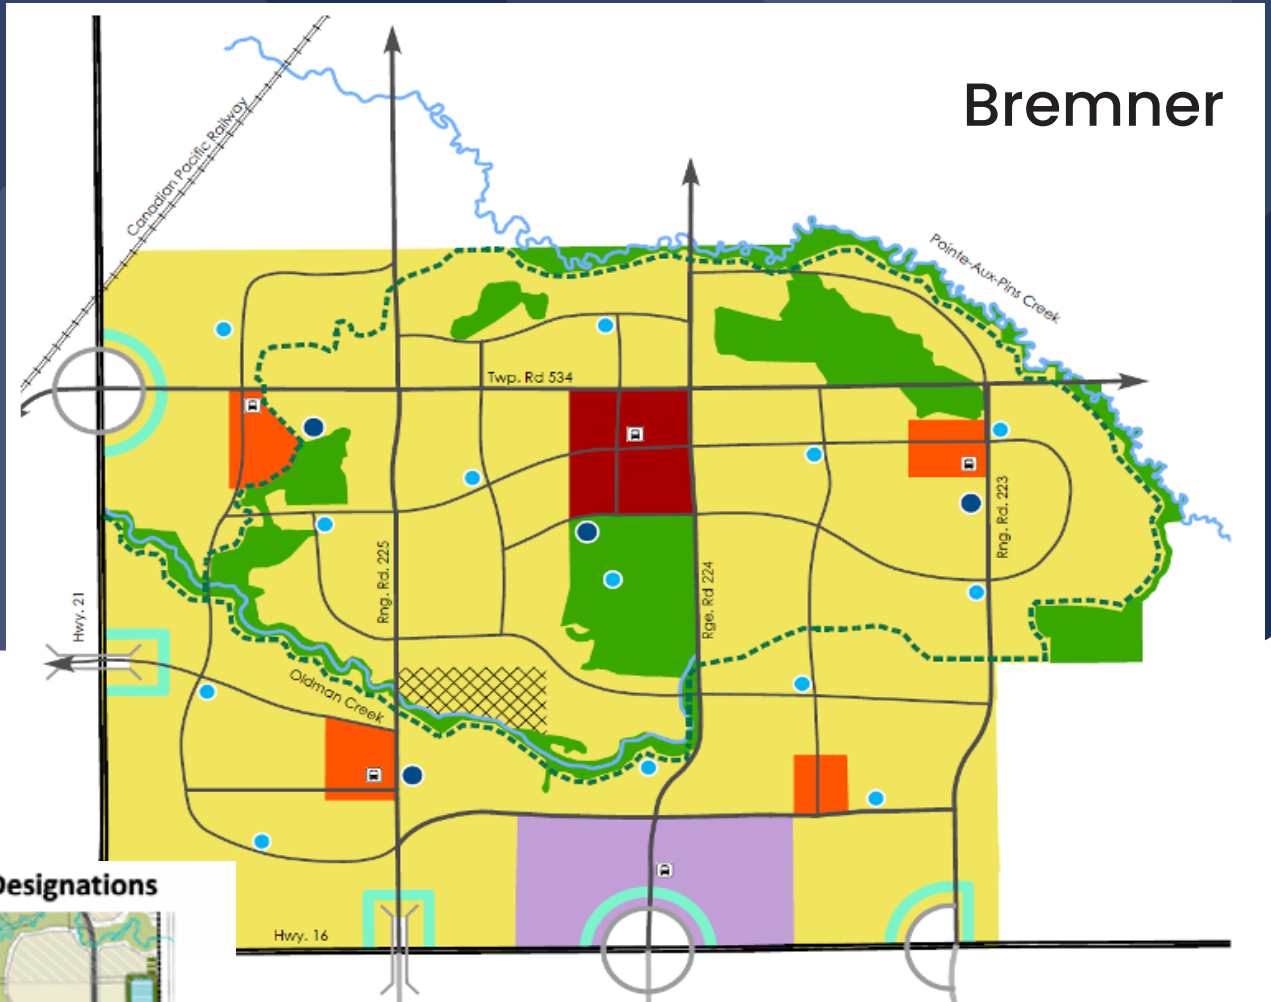 Bremner
Canadian Pacific Railway
Pointe-Aux-Pins Creek
Twp. Rd 534
Rng. Rd. 223
Rng. Rd. 225
Rge. Rd 224
Hwy. 21
Oldman Creek
Designations
Hwy. 16